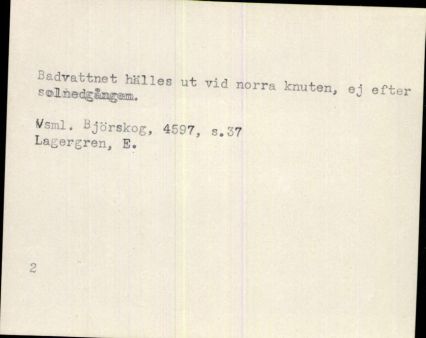 Badvattnet hälles ut vid norra knuten, ej efter
solnedgången.
Vsml. Björskog, 4597, s.37
Lagergren, E.
2